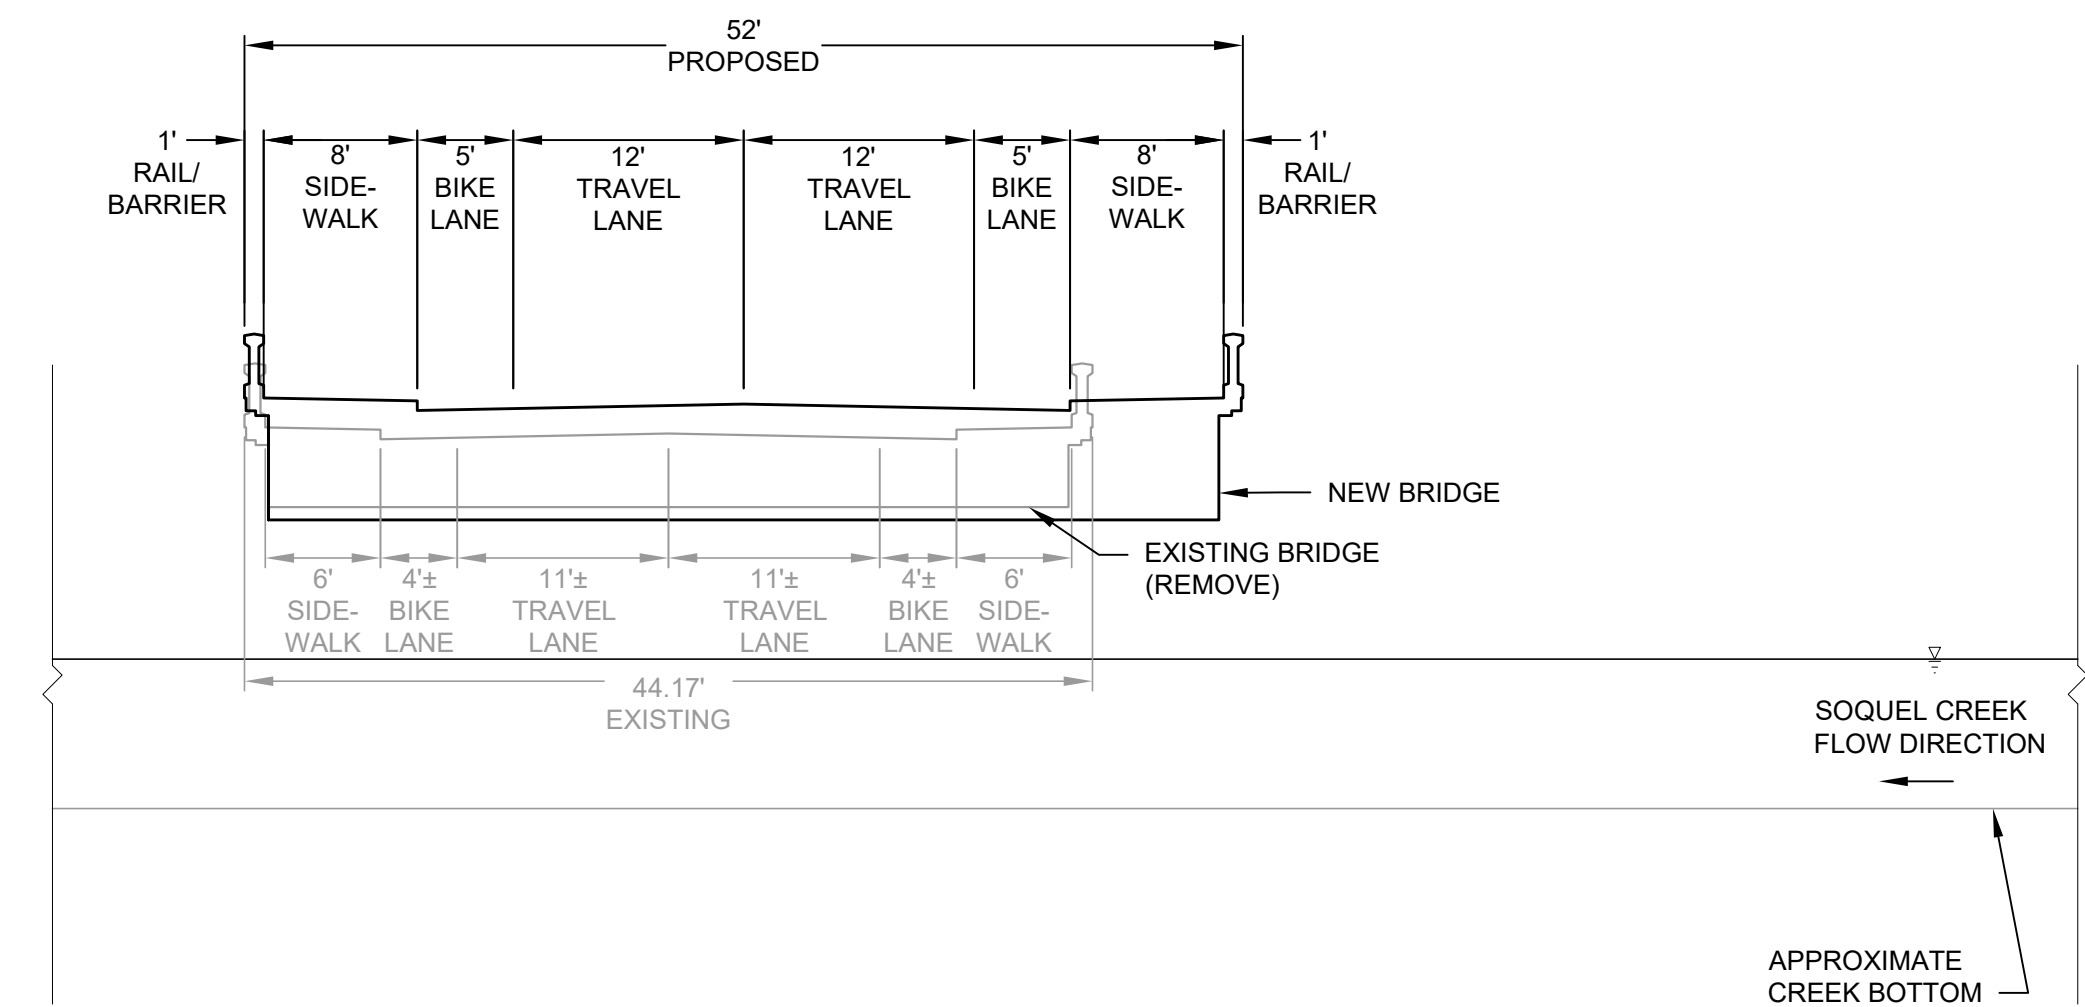 52'
PROPOSED
1'
RAIL/
BARRIER
8'
SIDE-
WALK
5'
BIKE
LANE
12'
TRAVEL
LANE
12'
TRAVEL
LANE
5'
BIKE
LANE
8'
SIDE-
WALK
1'
RAIL/
BARRIER
NEW BRIDGE
EXISTING BRIDGE
(REMOVE)
6'
SIDE-
WALK
4'±
BIKE
LANE
11'±
TRAVEL
LANE
11'±
TRAVEL
LANE
4'±
BIKE
LANE
6'
SIDE-
WALK
44.17'
EXISTING
SOQUEL CREEK
FLOW DIRECTION
APPROXIMATE
CREEK BOTTOM